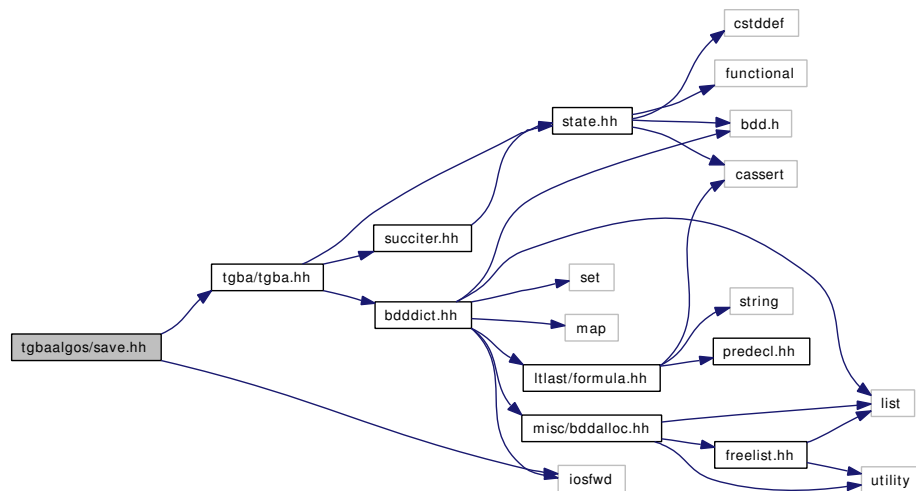 cstddef
functional
state.hh
bdd.h
cassert
succiter.hh
tgba/tgba.hh
set
string
bdddict.hh
map
tgbaalgos/save.hh
predecl.hh
ltlast/formula.hh
list
misc/bddalloc.hh
freelist.hh
iosfwd
utility